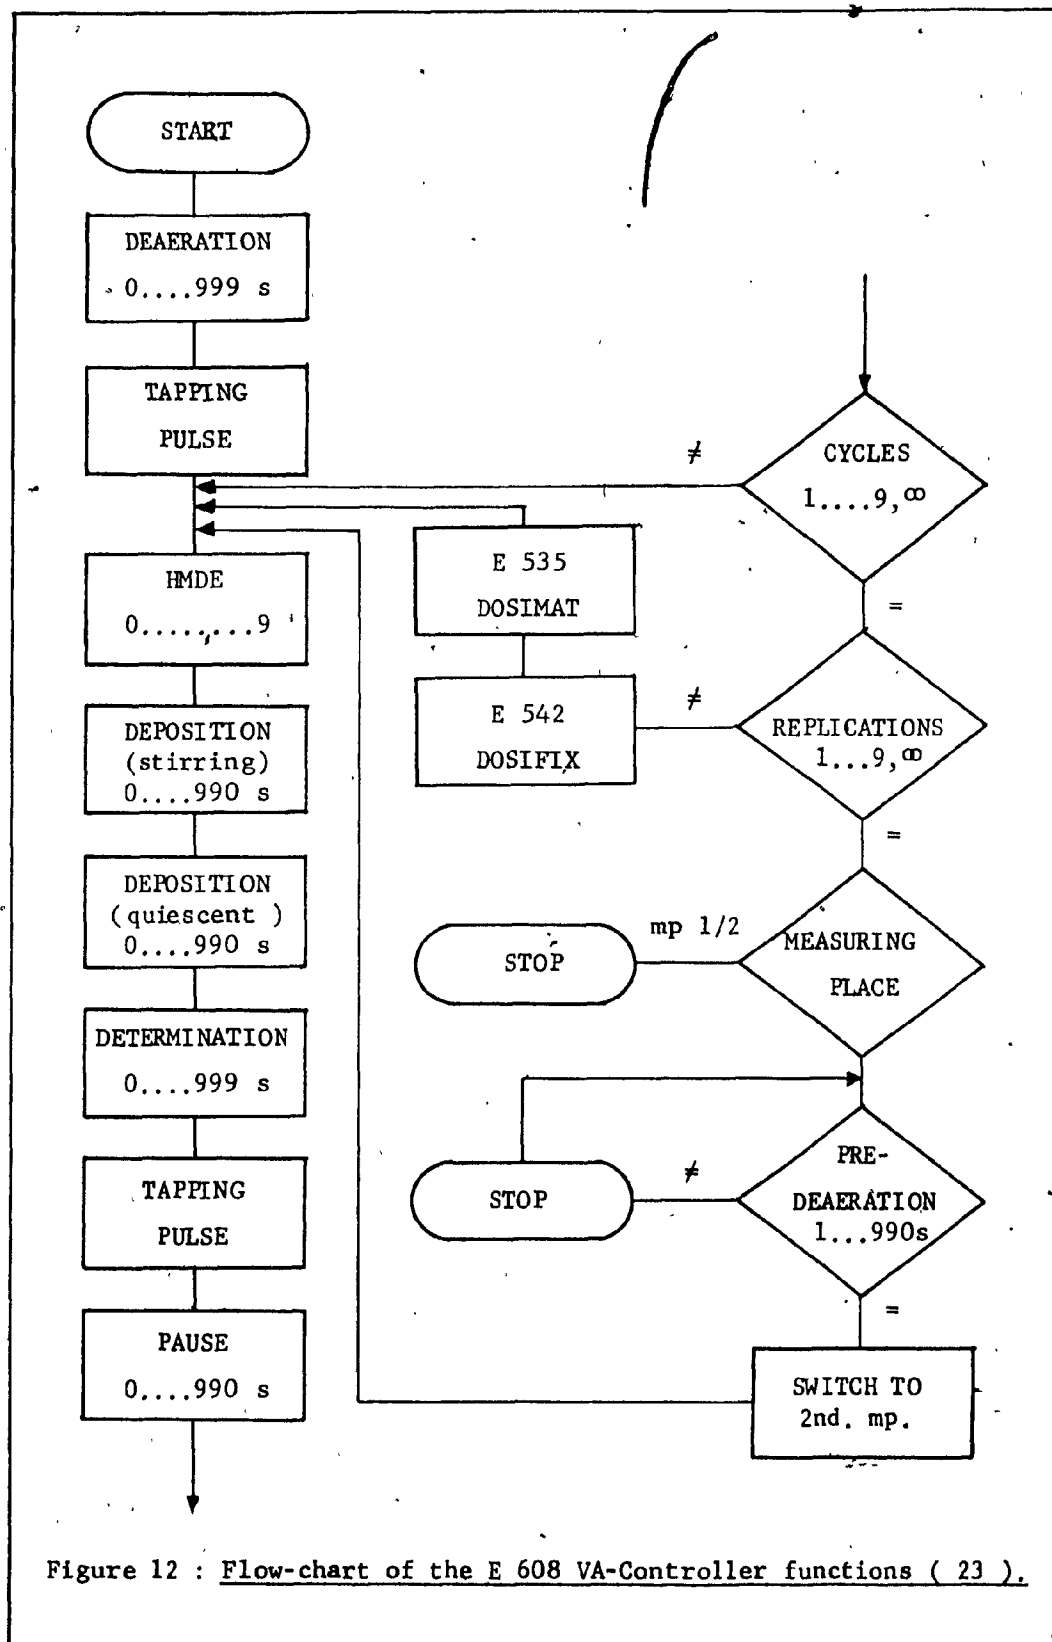 START
DEAERATION
0....999 s
TAPPING
PULSE
HMDE
0........9
DEPOSITION
(stirring)
0....990 s
DEPOSITION
(quiescent )
0....990 s
DETERMINATION
0....999 s
TAPPING
PULSE
PAUSE
0....990 s
E 535
DOSIMAT
E 542
DOSIFIX
≠
CYCLES
1....9,∞
=
≠
REPLICATIONS
1...9,∞
=
STOP
mp 1/2
MEASURING
PLACE
STOP
≠
PRE-
DEAERATION
1...990s
=
SWITCH TO
2nd. mp.
Figure 12 : Flow-chart of the E 608 VA-Controller functions ( 23 ).